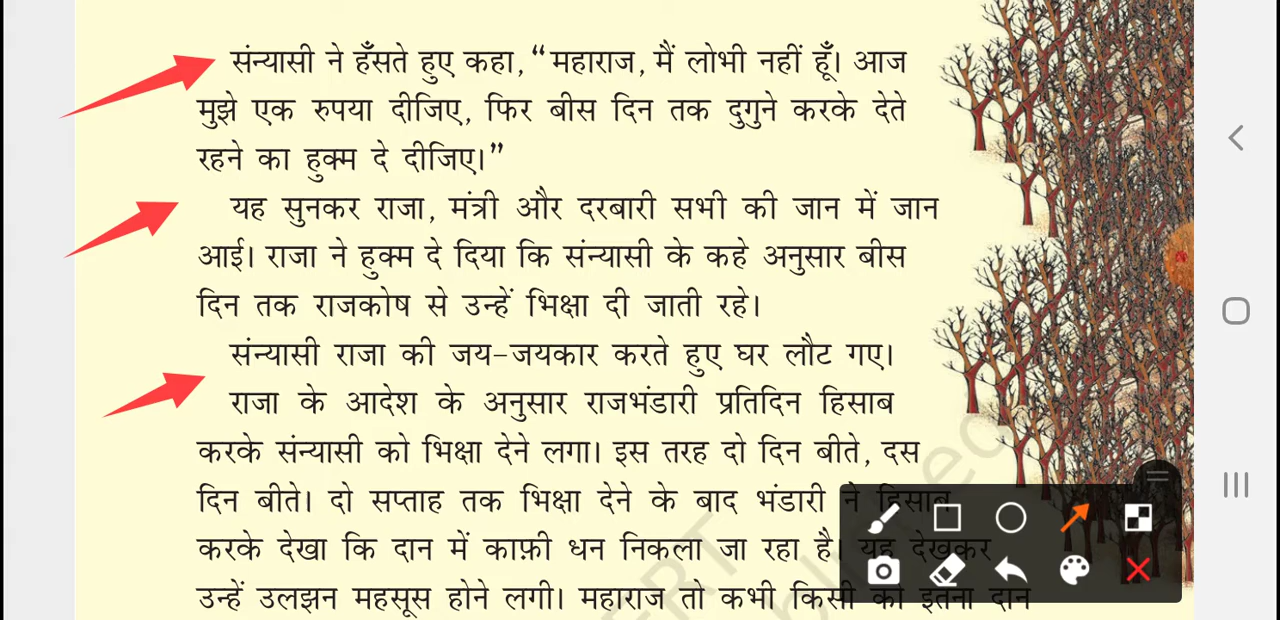 संन्यासी ने हँसते हुए कहा, “महाराज, मैं लोभी नहीं हूँ। आज
मुझे एक रुपया दीजिए, फिर बीस दिन तक दुगुने करके देते
रहने का हुक्म दे दीजिए।”
यह सुनकर राजा, मंत्री और दरबारी सभी की जान में जान
आई। राजा ने हुक्म दे दिया कि संन्यासी के कहे अनुसार बीस
दिन तक राजकोष से उन्हें भिक्षा दी जाती रहे।
संन्यासी राजा की जय-जयकार करते हुए घर लौट गए।
राजा के आदेश के अनुसार राजभंडारी प्रतिदिन हिसाब
करके संन्यासी को भिक्षा देने लगा। इस तरह दो दिन बीते, दस
दिन बीते। दो सप्ताह तक भिक्षा देने के बाद भंडारी ने हिसाब
करके देखा कि दान में काफ़ी धन निकला जा रहा है। यह देखकर
उन्हें उलझन महसूस होने लगी। महाराज तो कभी किसी को इतना दान